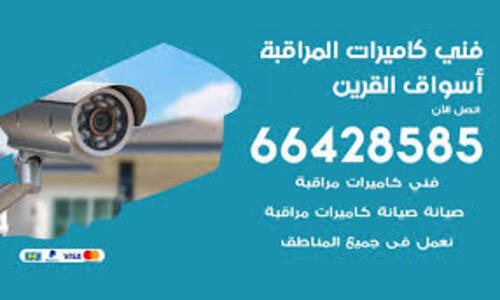 فني كاميرات المراقبة
أسواق القرين
اتصل الآن
66428585
فني كاميرات مراقبة
صيانة صيانة كاميرات مراقبة
نعمل في جميع المناطق
VISA